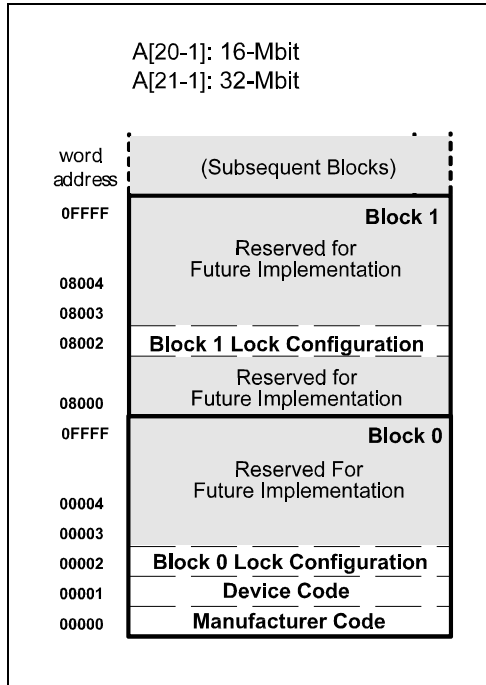 A[20-1]: 16-Mbit
A[21-1]: 32-Mbit
word
address
(Subsequent Blocks)
0FFFF
Block 1
Reserved for
Future Implementation
08004
08003
08002
Block 1 Lock Configuration
Reserved for
Future Implementation
08000
0FFFF
Block 0
Reserved For
Future Implementation
00004
00003
00002
Block 0 Lock Configuration
00001
Device Code
00000
Manufacturer Code